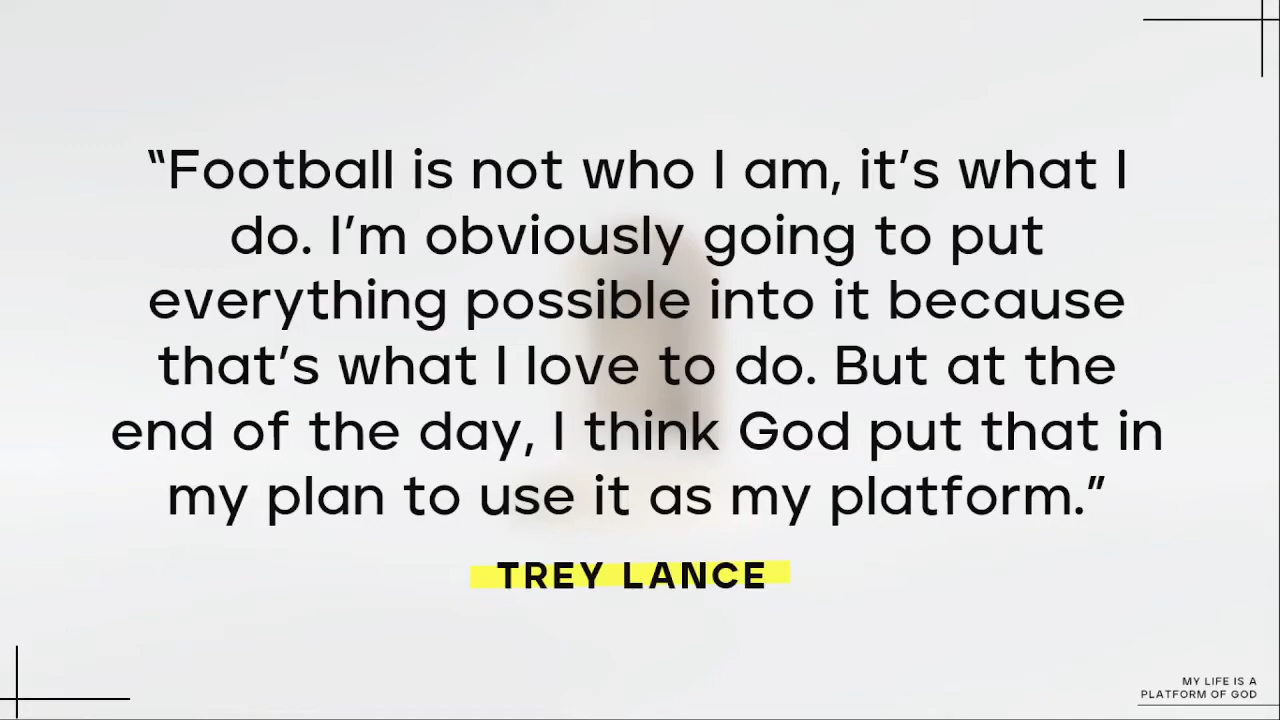 “Football is not who I am, it’s what I
do. I’m obviously going to put
everything possible into it because
that’s what I love to do. But at the
end of the day, I think God put that in
my plan to use it as my platform.”
TREY LANCE
MY LIFE IS A
PLATFORM OF GOD